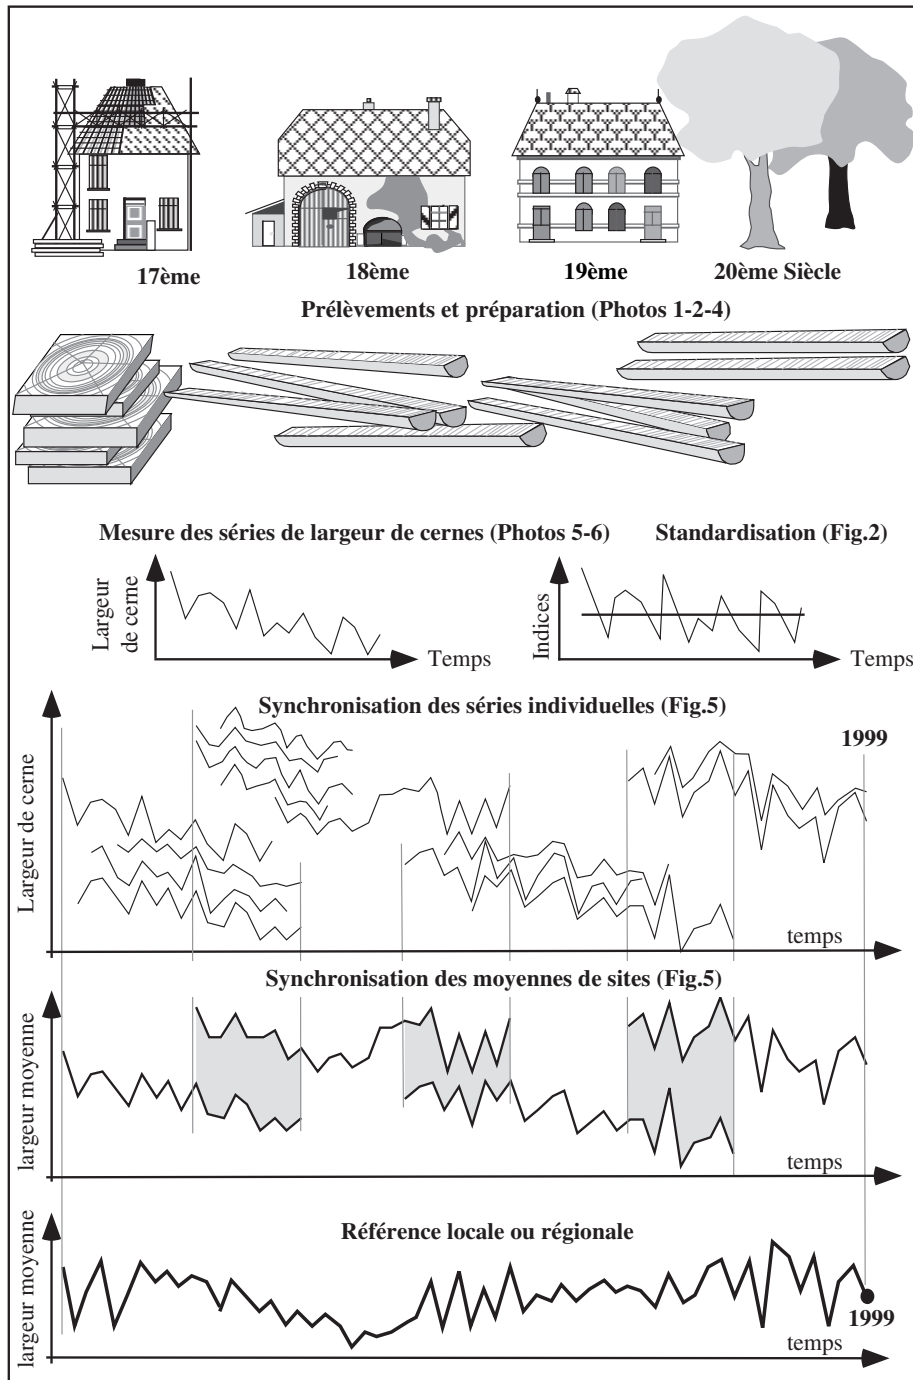 17ème
18ème
19ème
20ème Siècle
Prélèvements et préparation (Photos 1-2-4)
Mesure des séries de largeur de cernes (Photos 5-6)
Standardisation (Fig.2)
Largeur
de cerne
Temps
Indices
Temps
Synchronisation des séries individuelles (Fig.5)
1999
Largeur de cerne
temps
Synchronisation des moyennes de sites (Fig.5)
largeur moyenne
temps
Référence locale ou régionale
largeur moyenne
1999
temps